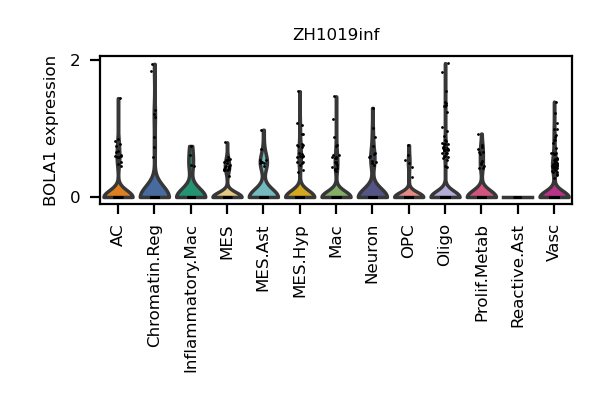 ZH1019inf
BOLA1 expression
2
0
AC
Chromatin.Reg
Inflammatory.Mac
MES
MES.Ast
MES.Hyp
Mac
Neuron
OPC
Oligo
Prolif.Metab
Reactive.Ast
Vasc